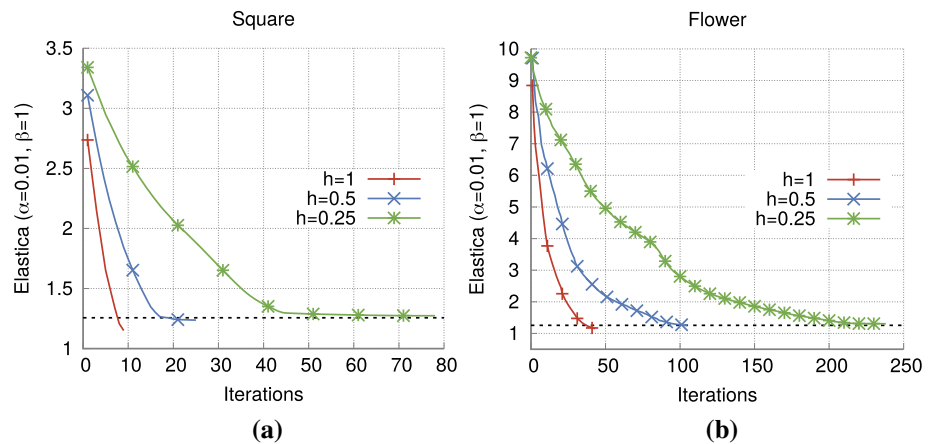 Square
Elastica (α=0.01, β=1)
3.5
3
2.5
2
1.5
1
h=1
h=0.5
h=0.25
0 10 20 30 40 50 60 70 80
Iterations
(a)
Flower
Elastica (α=0.01, β=1)
10
9
8
7
6
5
4
3
2
1
h=1
h=0.5
h=0.25
0 50 100 150 200 250
Iterations
(b)